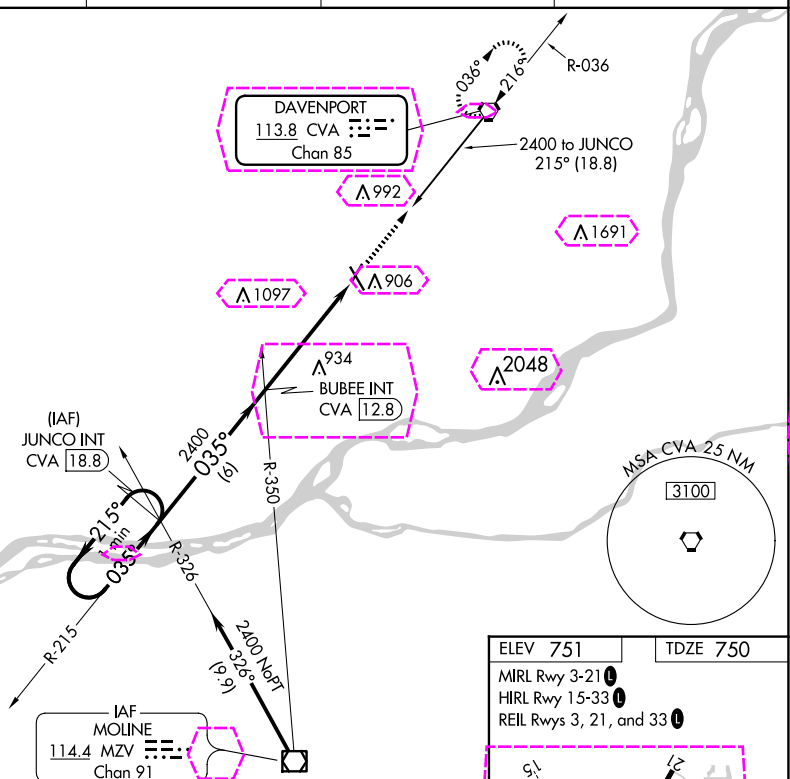 R-036
036°
216°
DAVENPORT
113.8 CVA
Chan 85
2400 to JUNCO
215° (18.8)
992
1691
906
1097
934
2048
BUBEE INT
CVA 12.8
(IAF)
JUNCO INT
CVA 18.8
2400
035°
(6)
R-350
MSA CVA 25 NM
3100
215°
1 min
035°
R-326
R-215
2400 NoPT
326°
(9.9)
IAF
MOLINE
114.4 MZV
Chan 91
ELEV 751
TDZE 750
MIRL Rwy 3-21 L
HIRL Rwy 15-33 L
REIL Rwys 3, 21, and 33 L
15
21